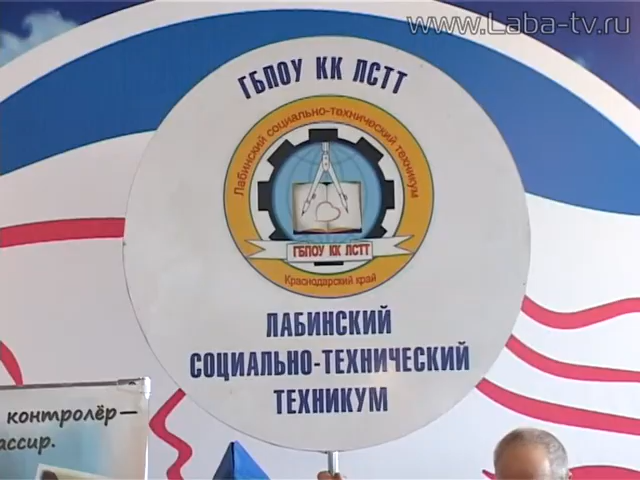 www.Laba-tv.ru
ГБПОУ КК ЛСТТ
Лабинский социально-технический техникум
ГБПОУ КК ЛСТТ
Краснодарский край
ЛАБИНСКИЙ
СОЦИАЛЬНО-ТЕХНИЧЕСКИЙ
ТЕХНИКУМ
контролёр—
ассир.